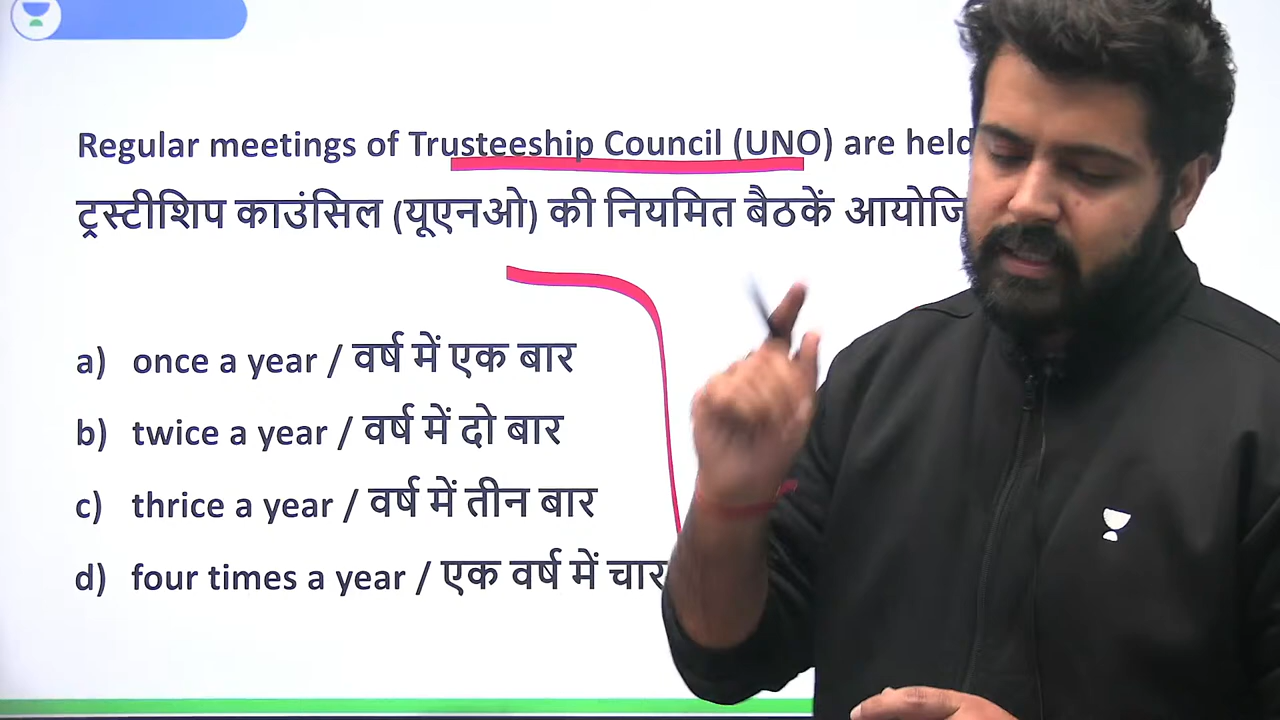 Regular meetings of Trusteeship Council (UNO) are held
ट्रस्टीशिप काउंसिल (यूएनओ) की नियमित बैठकें
a) once a year / वर्ष में एक बार
b) twice a year / वर्ष में दो बार
c) thrice a year / वर्ष में तीन बार
d) four times a year / एक वर्ष में चार